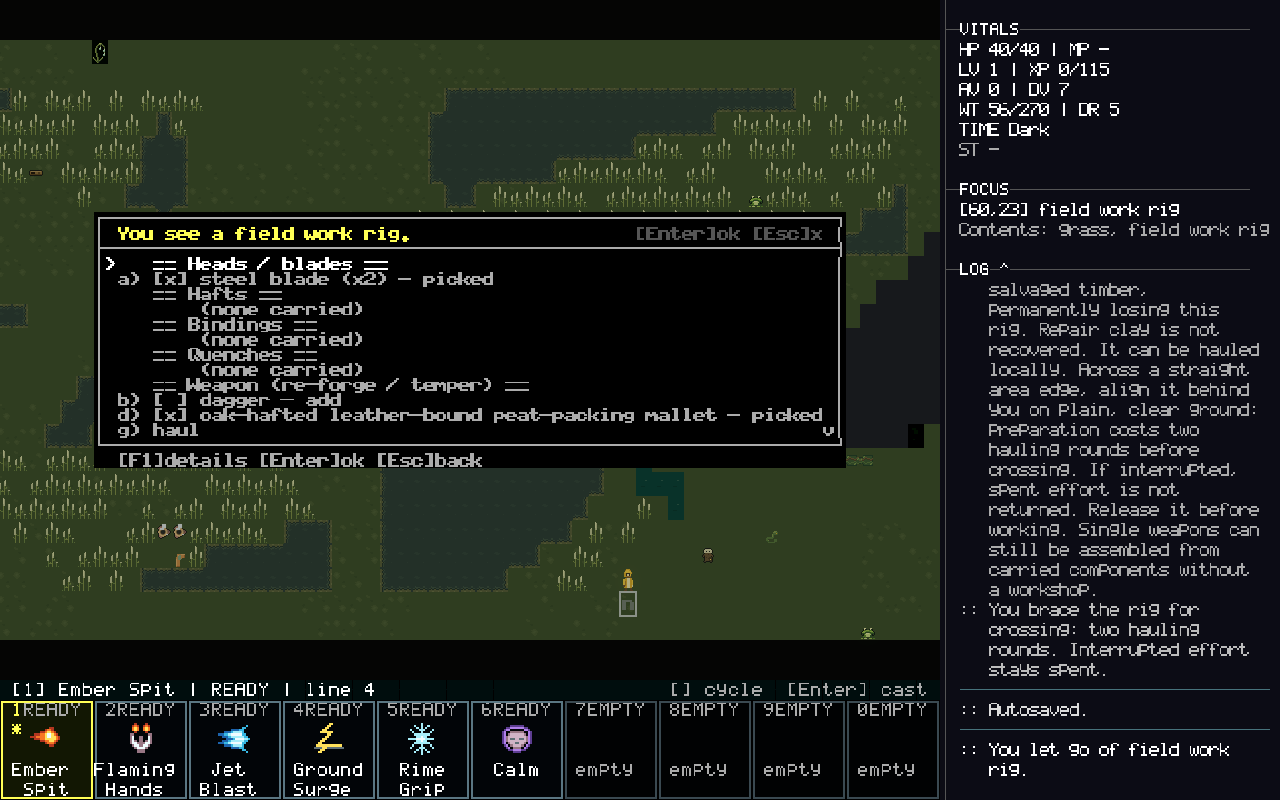 You see a field work rig.
[Enter]ok [Esc]x
> == Heads / blades ==
a) [x] steel blade (x2) – picked
== Hafts ==
(none carried)
== Bindings ==
(none carried)
== Quenches ==
(none carried)
== Weapon (re-forge / temper) ==
b) [ ] dagger – add
d) [x] oak-hafted leather-bound peat-packing mallet – picked
g) haul
v
[F1]details [Enter]ok [Esc]back
[1] Ember Spit | READY | line 4
[] cycle [Enter] cast
1READY 2READY 3READY 4READY 5READY 6READY 7EMPTY 8EMPTY 9EMPTY 0EMPTY
*
Ember Spit
Flaming Hands
Jet Blast
Ground Surge
Rime Grip
Calm
empty
empty
empty
empty
VITALS
HP 40/40 | MP –
LV 1 | XP 0/115
AV 0 | DV 7
WT 56/270 | DR 5
TIME Dark
ST –
FOCUS
[60,23] field work rig
Contents: grass, field work rig
LOG ^
salvaged timber,
Permanently losing this
rig. Repair clay is not
recovered. It can be hauled
locally. Across a straight
area edge, align it behind
you on plain, clear ground:
Preparation costs two
hauling rounds before
crossing. If interrupted,
spent effort is not
returned. Release it before
working. Single weapons can
still be assembled from
carried components without
a workshop.
:: You brace the rig for
crossing: two hauling
rounds. Interrupted effort
stays spent.
:: Autosaved.
:: You let go of field work
rig.